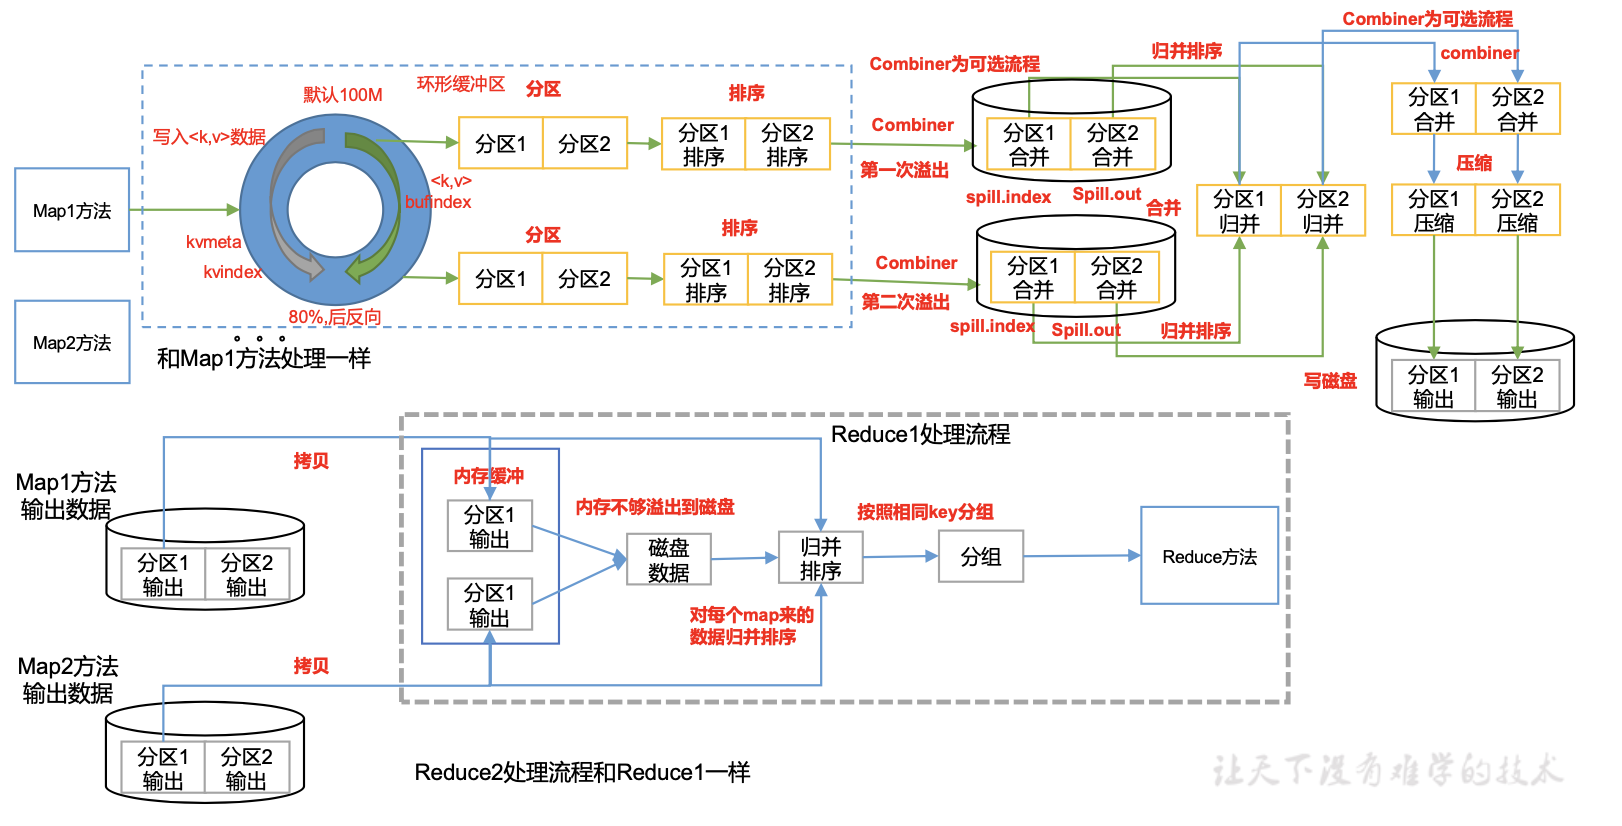 Combiner为可选流程
combiner
归并排序
Combiner为可选流程
默认100M
环形缓冲区
分区
排序
写入<k,v>数据
分区1
分区2
分区1
排序
分区2
排序
Combiner
第一次溢出
分区1
合并
分区2
合并
spill.index
Spill.out
分区1
合并
分区2
合并
压缩
分区1
压缩
分区2
压缩
Map1方法
<k,v>
bufindex
kvmeta
kvindex
80%,后反向
合并
分区1
归并
分区2
归并
分区
排序
分区1
分区2
分区1
排序
分区2
排序
Combiner
第二次溢出
分区1
合并
分区2
合并
spill.index
Spill.out
归并排序
Map2方法
和Map1方法处理一样
写磁盘
分区1
输出
分区2
输出
Reduce1处理流程
Map1方法
输出数据
拷贝
分区1
输出
分区2
输出
内存缓冲
分区1
输出
分区1
输出
内存不够溢出到磁盘
磁盘
数据
归并
排序
按照相同key分组
分组
Reduce方法
对每个map来的
数据归并排序
Map2方法
输出数据
拷贝
分区1
输出
分区2
输出
Reduce2处理流程和Reduce1一样
让天下没有难学的技术